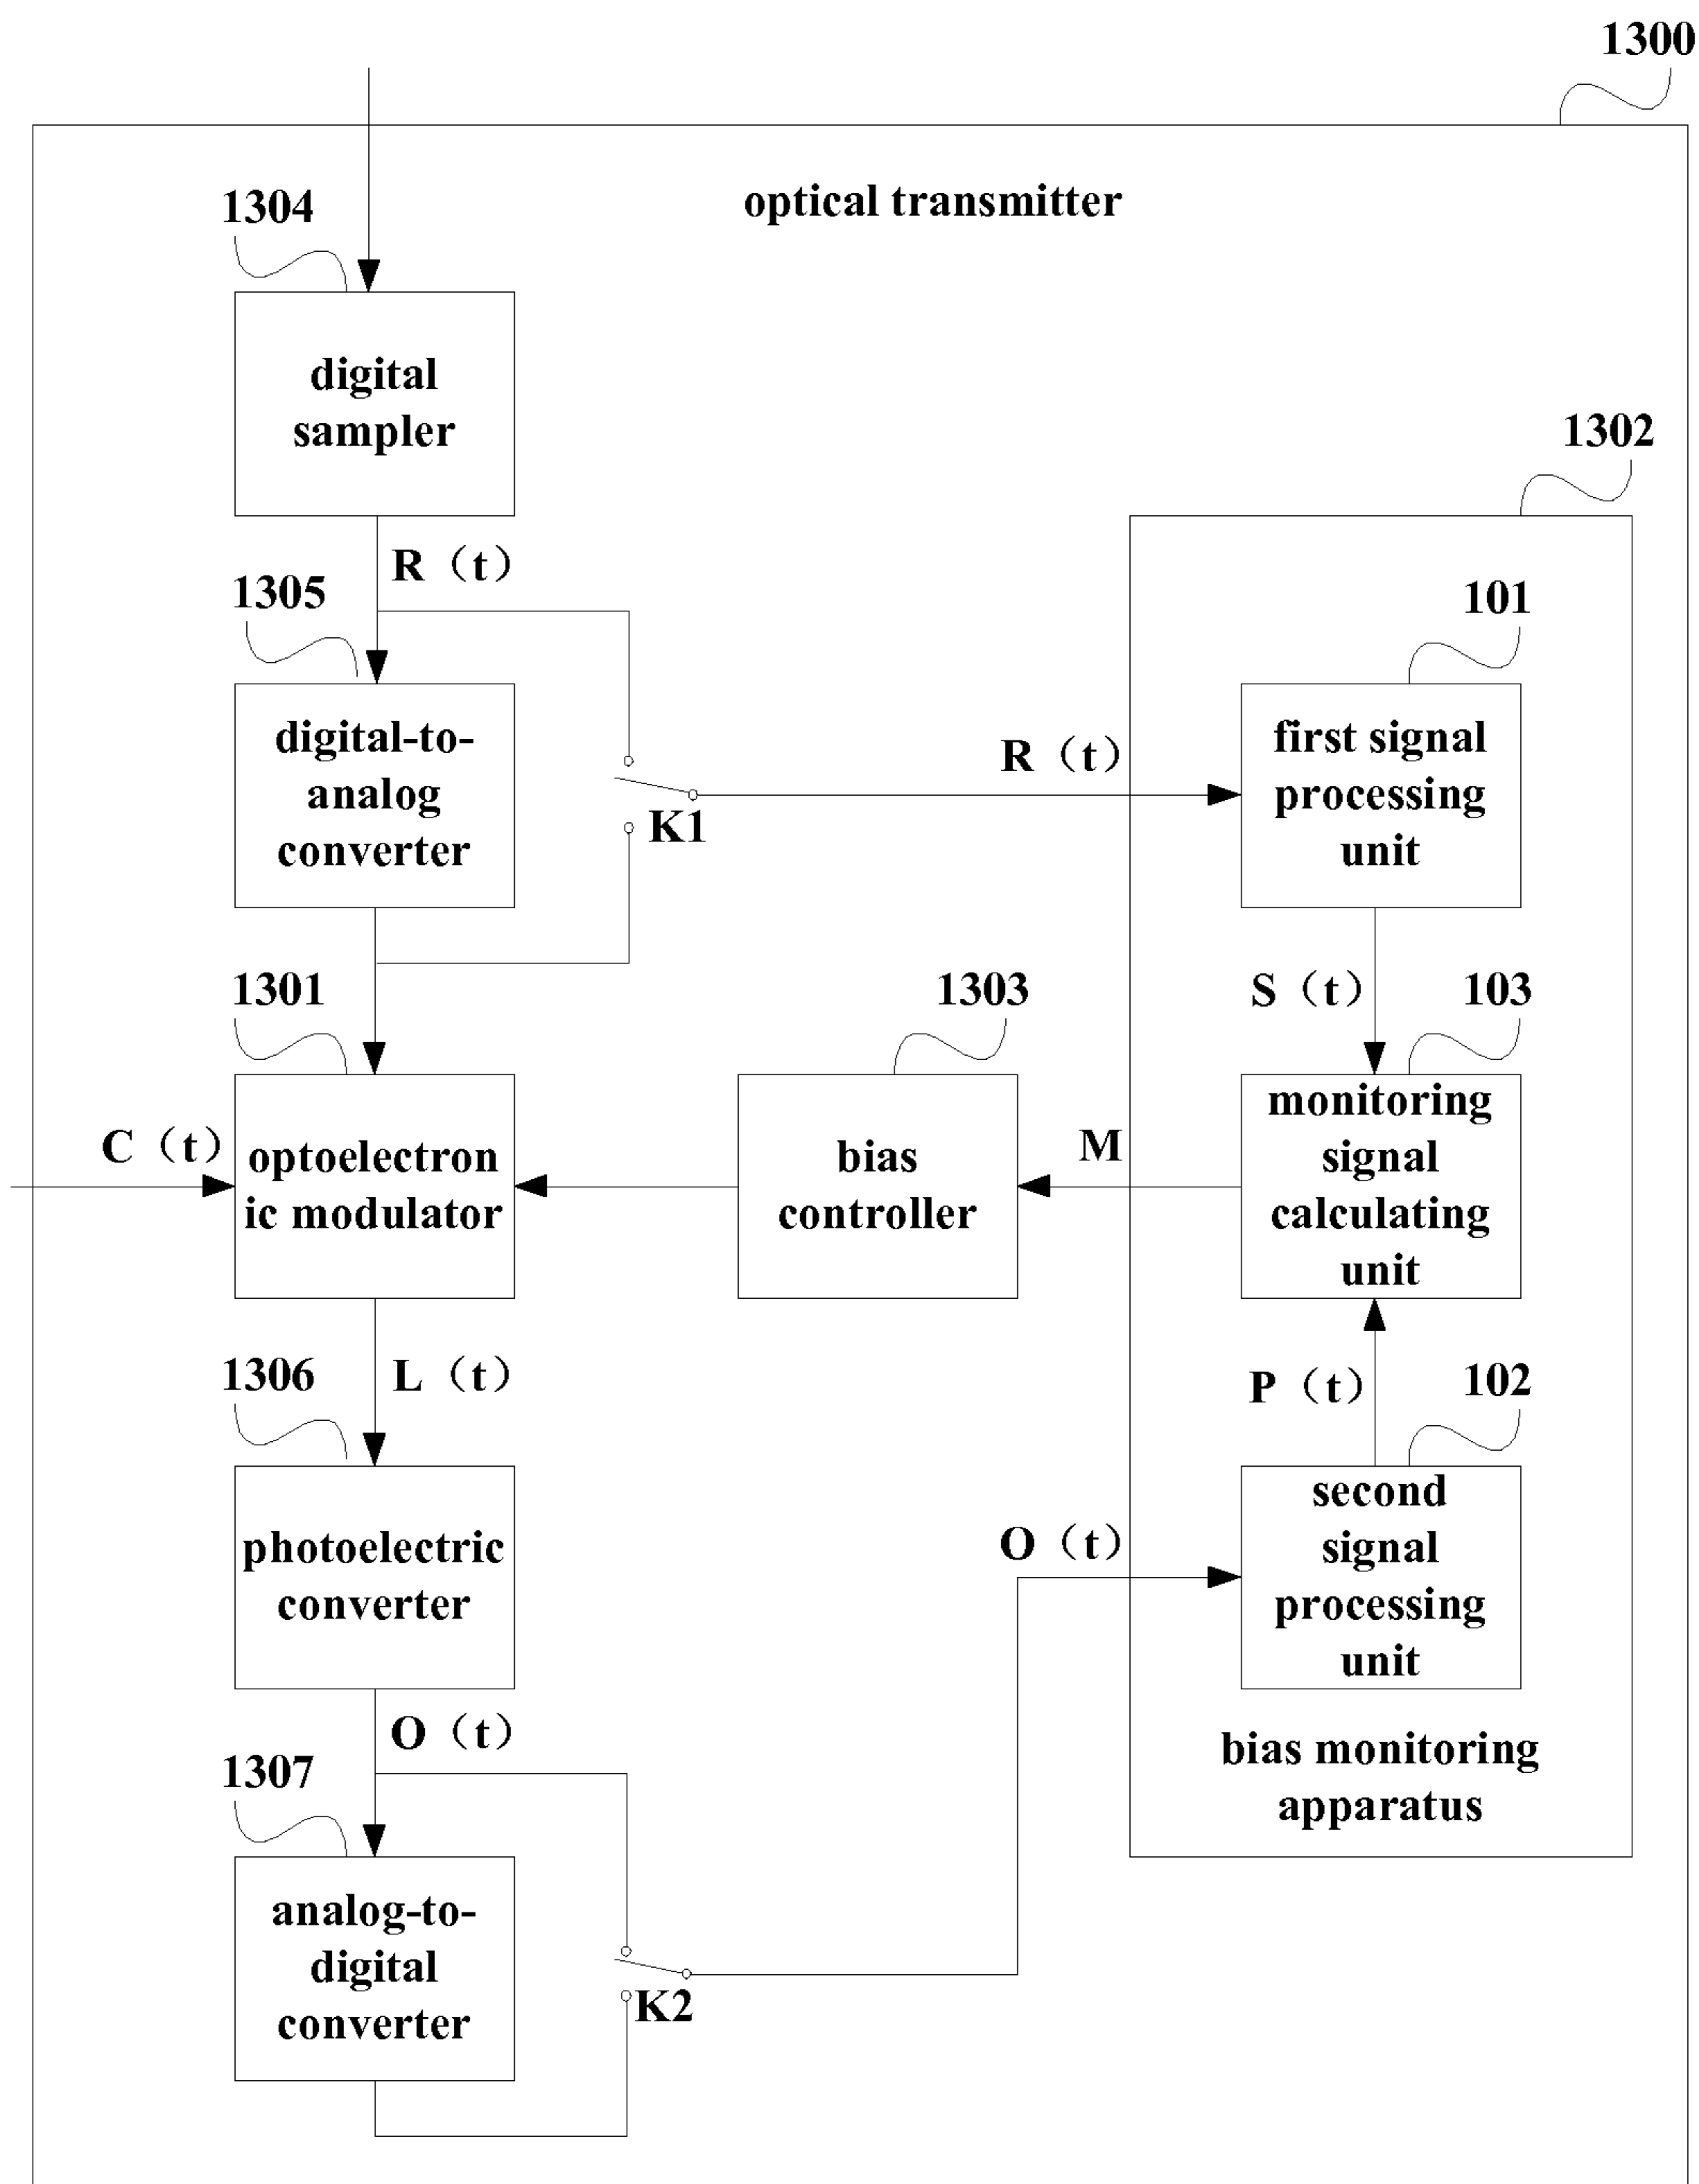 1300
optical transmitter
1304
digital
sampler
1302
R（t）
1305
101
digital-to-
analog
converter
K1
R（t）
first signal
processing
unit
1301
1303
S（t）
103
C（t）
optoelectron
ic modulator
bias
controller
M
monitoring
signal
calculating
unit
1306
L（t）
P（t）
102
photoelectric
converter
O（t）
second
signal
processing
unit
O（t）
bias monitoring
apparatus
1307
analog-to-
digital
converter
K2